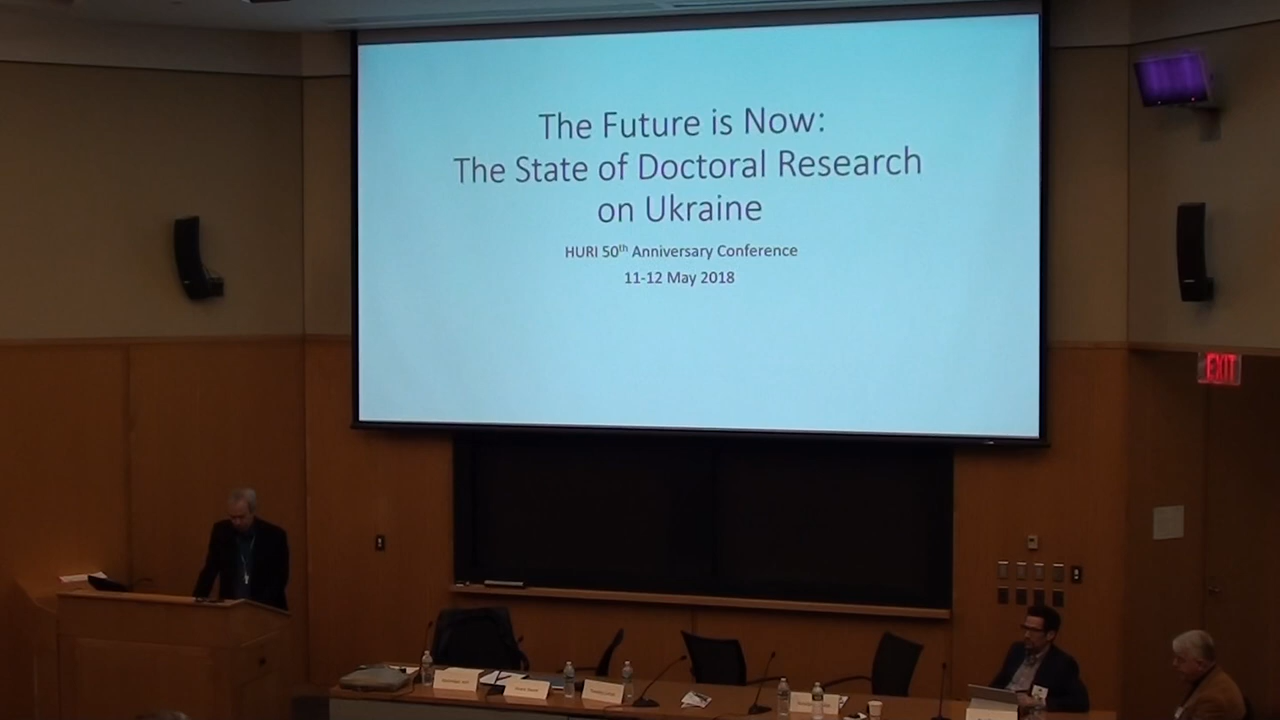 The Future is Now:
The State of Doctoral Research
on Ukraine
HURI 50th Anniversary Conference
11-12 May 2018
EXIT